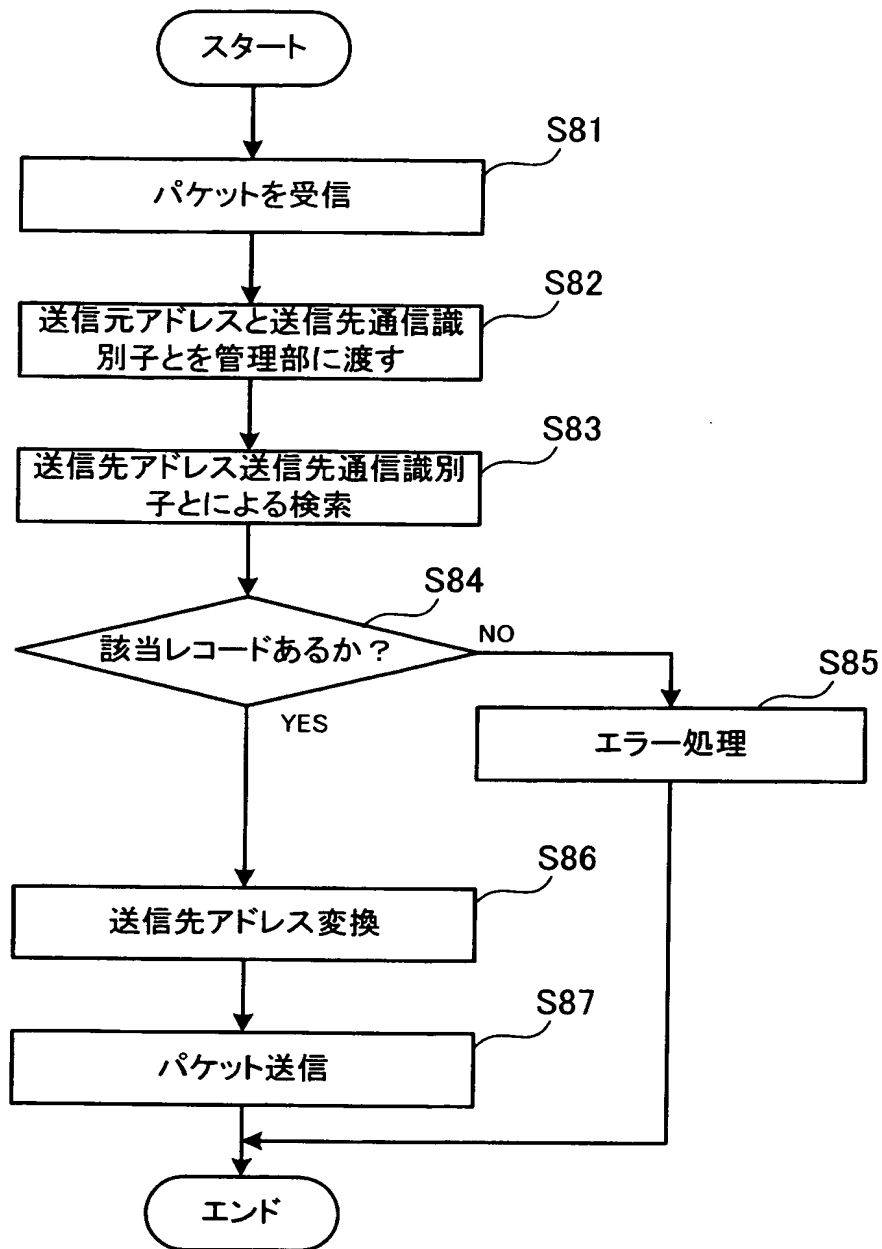 スタート
S81
パケットを受信
S82
送信元アドレスと送信先通信識
別子とを管理部に渡す
S83
送信先アドレス送信先通信識別
子とによる検索
S84
該当レコードあるか？
NO
YES
S85
エラー処理
S86
送信先アドレス変換
S87
パケット送信
エンド